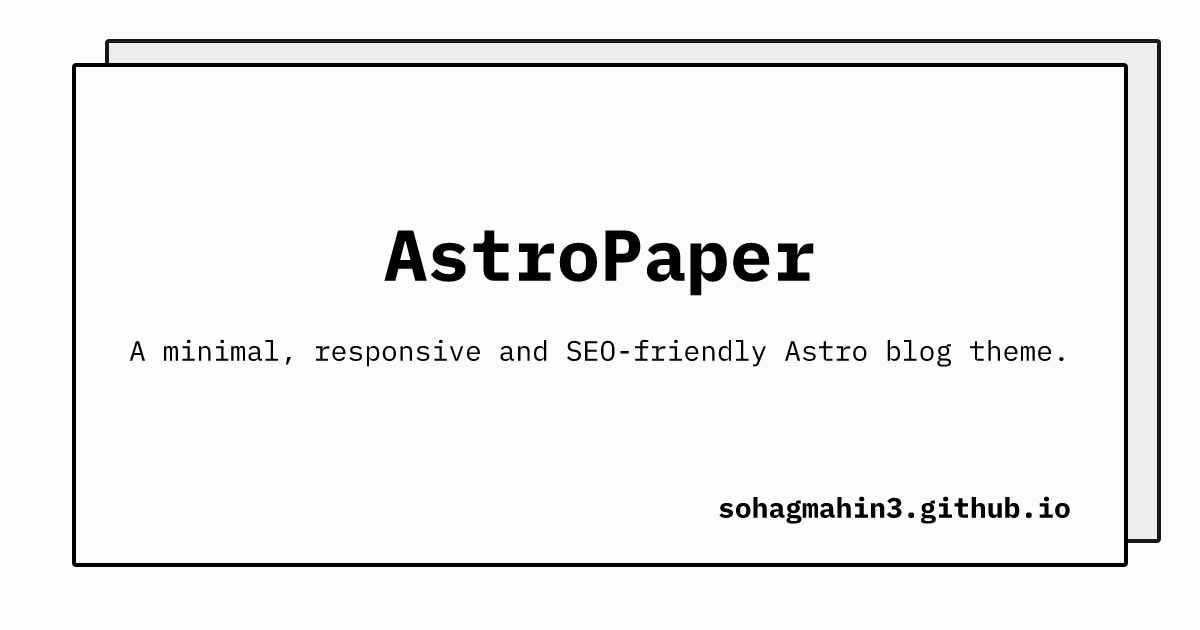 AstroPaper
A minimal, responsive and SEO-friendly Astro blog theme.
sohagmahin3.github.io